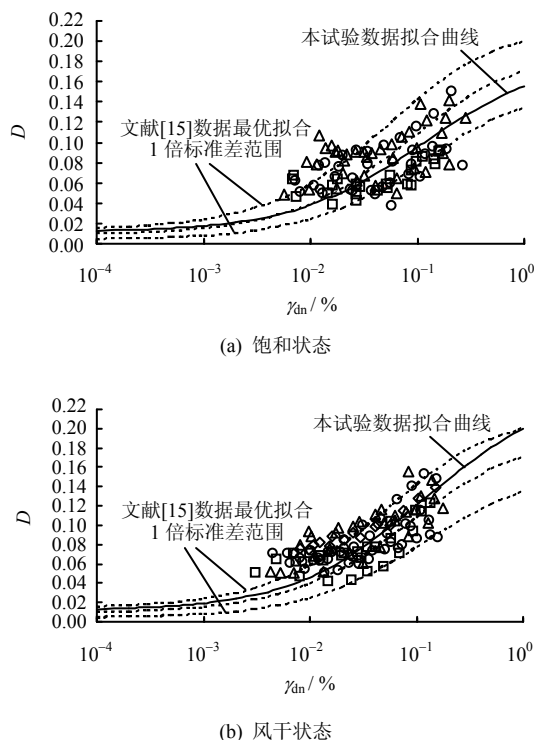 0.22
0.20
0.18
0.16
0.14
0.12
0.10
0.08
0.06
0.04
0.02
0.00
D
本试验数据拟合曲线
文献[15]数据最优拟合
1 倍标准差范围
10⁻⁴ 10⁻³ 10⁻² 10⁻¹ 10⁰
γdn / %
(a) 饱和状态
0.22
0.20
0.18
0.16
0.14
0.12
0.10
0.08
0.06
0.04
0.02
0.00
D
本试验数据拟合曲线
文献[15]数据最优拟合
1 倍标准差范围
10⁻⁴ 10⁻³ 10⁻² 10⁻¹ 10⁰
γdn / %
(b) 风干状态